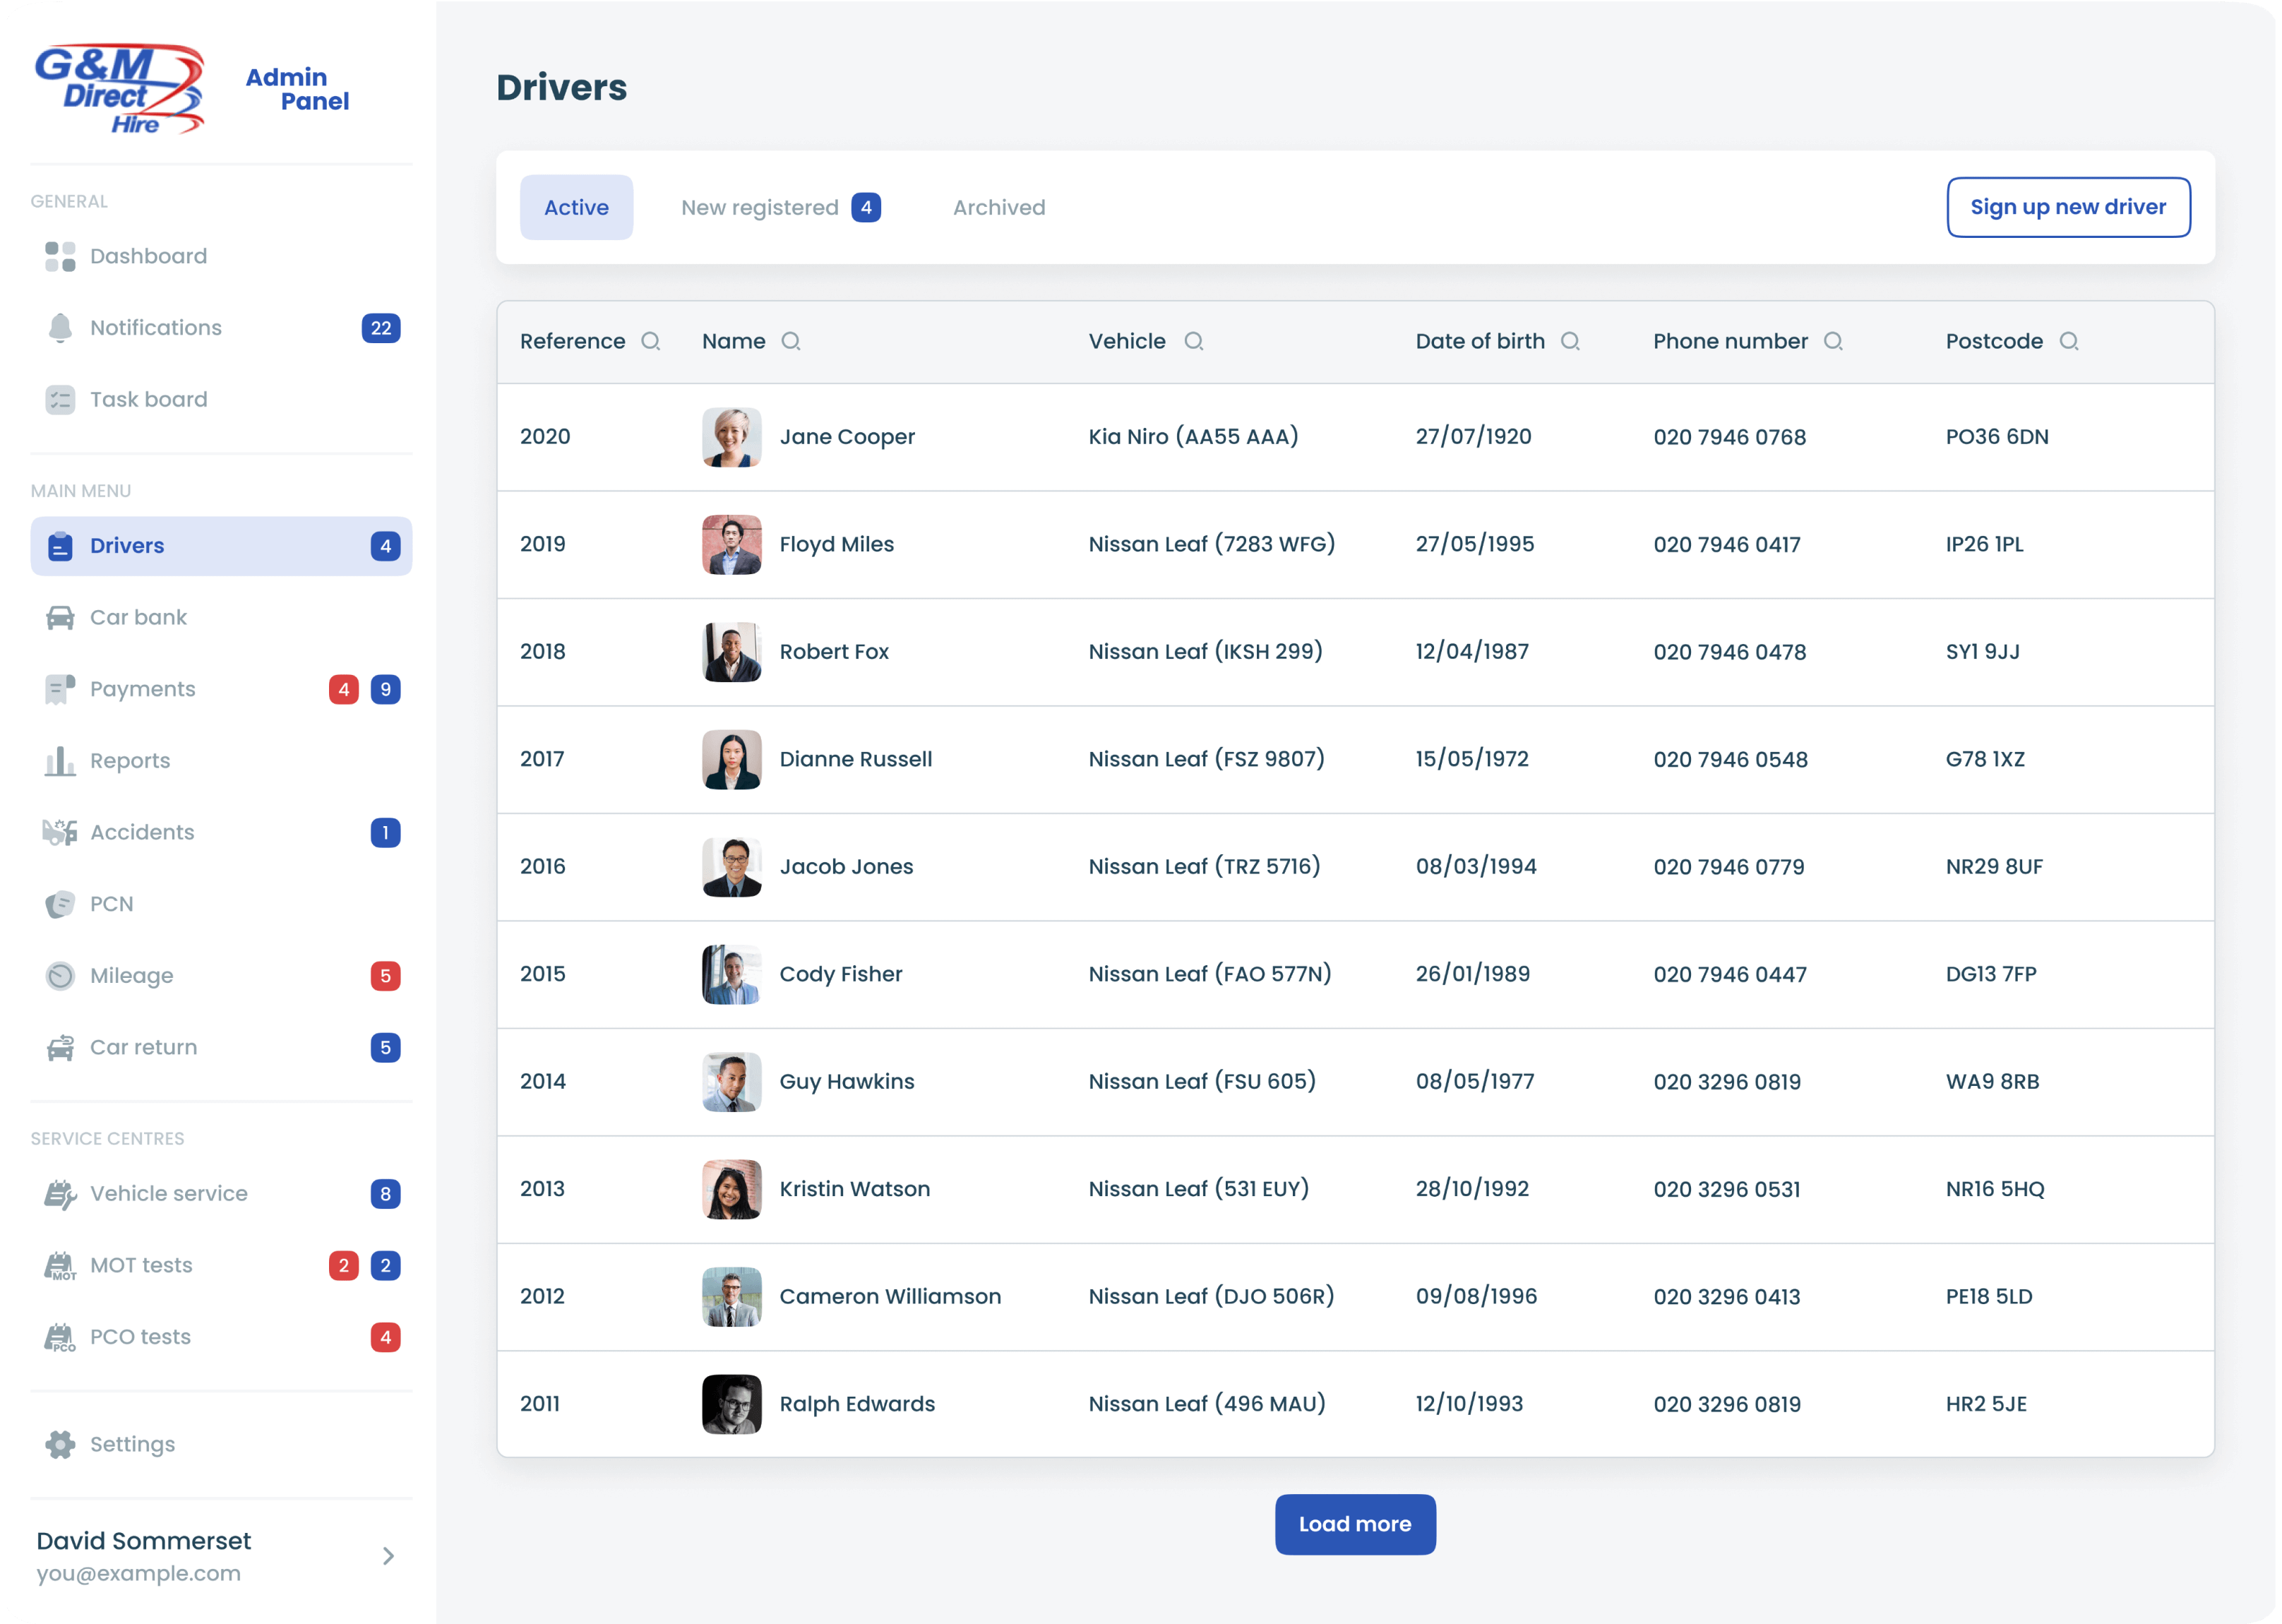 G&M
Direct
Hire
Admin
Panel
GENERAL
Dashboard
Notifications 22
Task board
MAIN MENU
Drivers 4
Car bank
Payments 4 9
Reports
Accidents 1
PCN
Mileage 5
Car return 5
SERVICE CENTRES
Vehicle service 8
MOT MOT tests 2 2
PCO PCO tests 4
Settings
David Sommerset
you@example.com
Drivers
Active New registered 4 Archived Sign up new driver
Reference Name Vehicle Date of birth Phone number Postcode
2020 Jane Cooper Kia Niro (AA55 AAA) 27/07/1920 020 7946 0768 PO36 6DN
2019 Floyd Miles Nissan Leaf (7283 WFG) 27/05/1995 020 7946 0417 IP26 1PL
2018 Robert Fox Nissan Leaf (IKSH 299) 12/04/1987 020 7946 0478 SY1 9JJ
2017 Dianne Russell Nissan Leaf (FSZ 9807) 15/05/1972 020 7946 0548 G78 1XZ
2016 Jacob Jones Nissan Leaf (TRZ 5716) 08/03/1994 020 7946 0779 NR29 8UF
2015 Cody Fisher Nissan Leaf (FAO 577N) 26/01/1989 020 7946 0447 DG13 7FP
2014 Guy Hawkins Nissan Leaf (FSU 605) 08/05/1977 020 3296 0819 WA9 8RB
2013 Kristin Watson Nissan Leaf (531 EUY) 28/10/1992 020 3296 0531 NR16 5HQ
2012 Cameron Williamson Nissan Leaf (DJO 506R) 09/08/1996 020 3296 0413 PE18 5LD
2011 Ralph Edwards Nissan Leaf (496 MAU) 12/10/1993 020 3296 0819 HR2 5JE
Load more